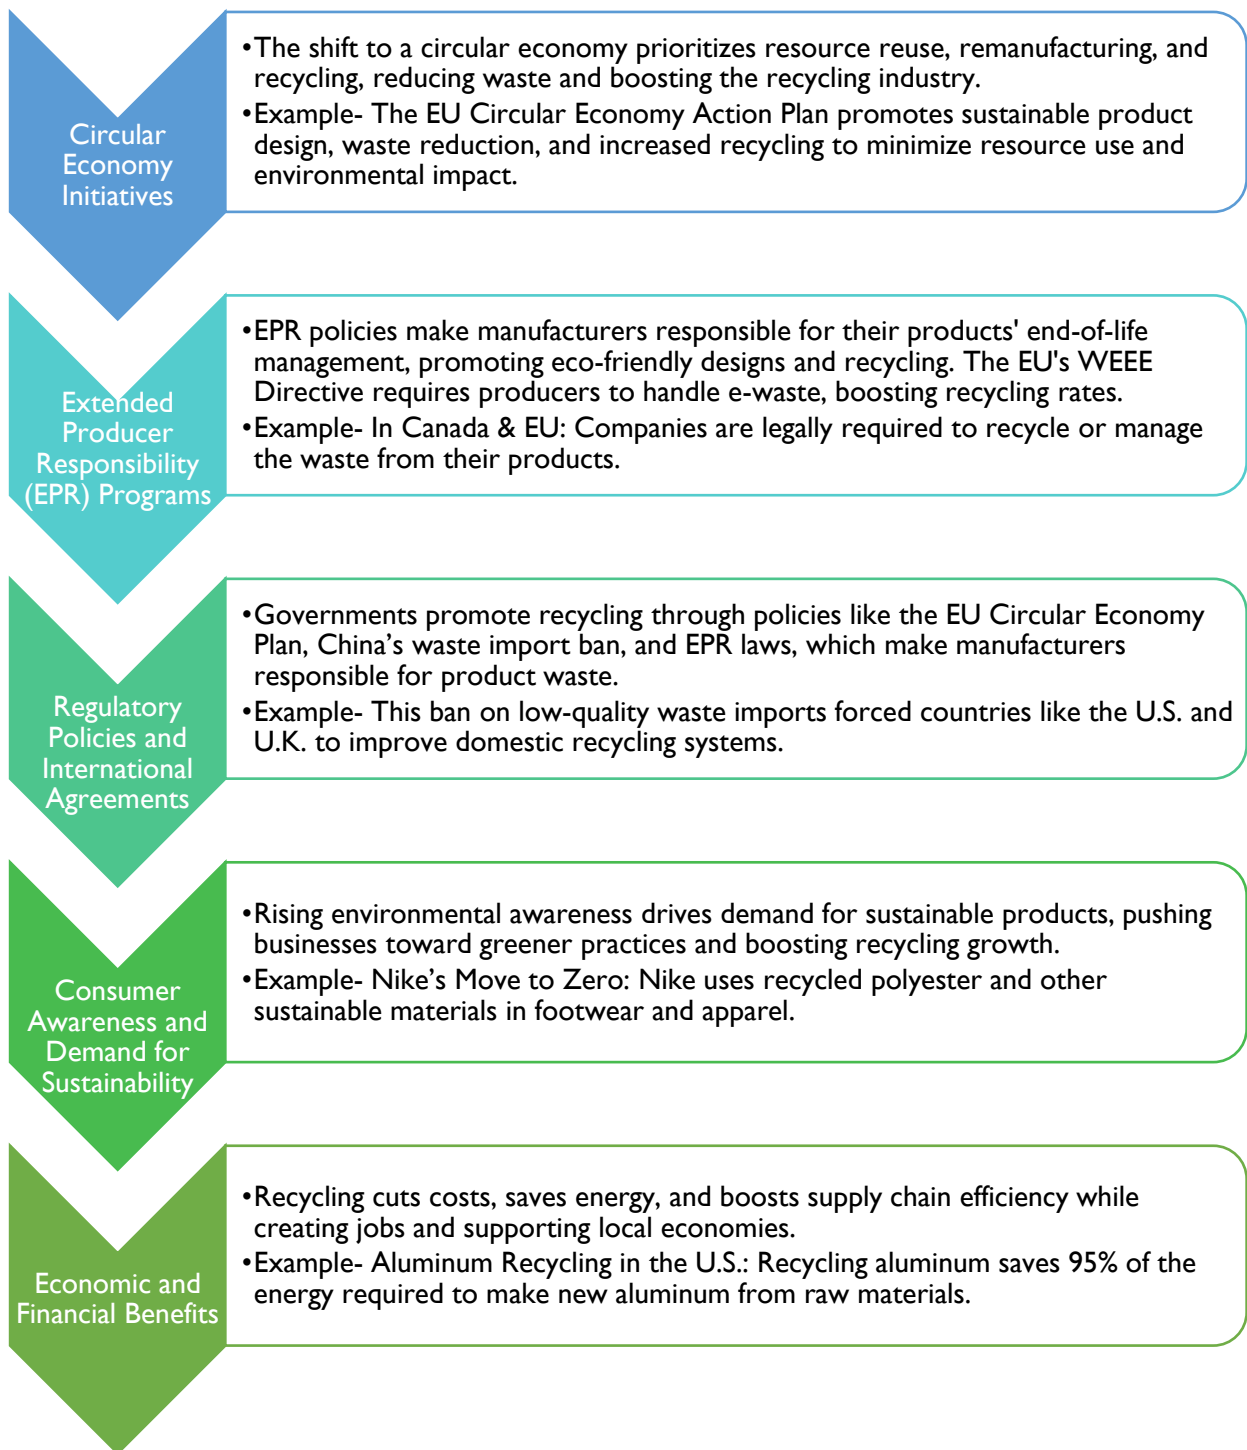 Circular
Economy
Initiatives
•The shift to a circular economy prioritizes resource reuse, remanufacturing, and
recycling, reducing waste and boosting the recycling industry.
•Example- The EU Circular Economy Action Plan promotes sustainable product
design, waste reduction, and increased recycling to minimize resource use and
environmental impact.
Extended
Producer
Responsibility
(EPR) Programs
•EPR policies make manufacturers responsible for their products' end-of-life
management, promoting eco-friendly designs and recycling. The EU's WEEE
Directive requires producers to handle e-waste, boosting recycling rates.
•Example- In Canada & EU: Companies are legally required to recycle or manage
the waste from their products.
Regulatory
Policies and
International
Agreements
•Governments promote recycling through policies like the EU Circular Economy
Plan, China’s waste import ban, and EPR laws, which make manufacturers
responsible for product waste.
•Example- This ban on low-quality waste imports forced countries like the U.S. and
U.K. to improve domestic recycling systems.
Consumer
Awareness and
Demand for
Sustainability
•Rising environmental awareness drives demand for sustainable products, pushing
businesses toward greener practices and boosting recycling growth.
•Example- Nike’s Move to Zero: Nike uses recycled polyester and other
sustainable materials in footwear and apparel.
Economic and
Financial Benefits
•Recycling cuts costs, saves energy, and boosts supply chain efficiency while
creating jobs and supporting local economies.
•Example- Aluminum Recycling in the U.S.: Recycling aluminum saves 95% of the
energy required to make new aluminum from raw materials.